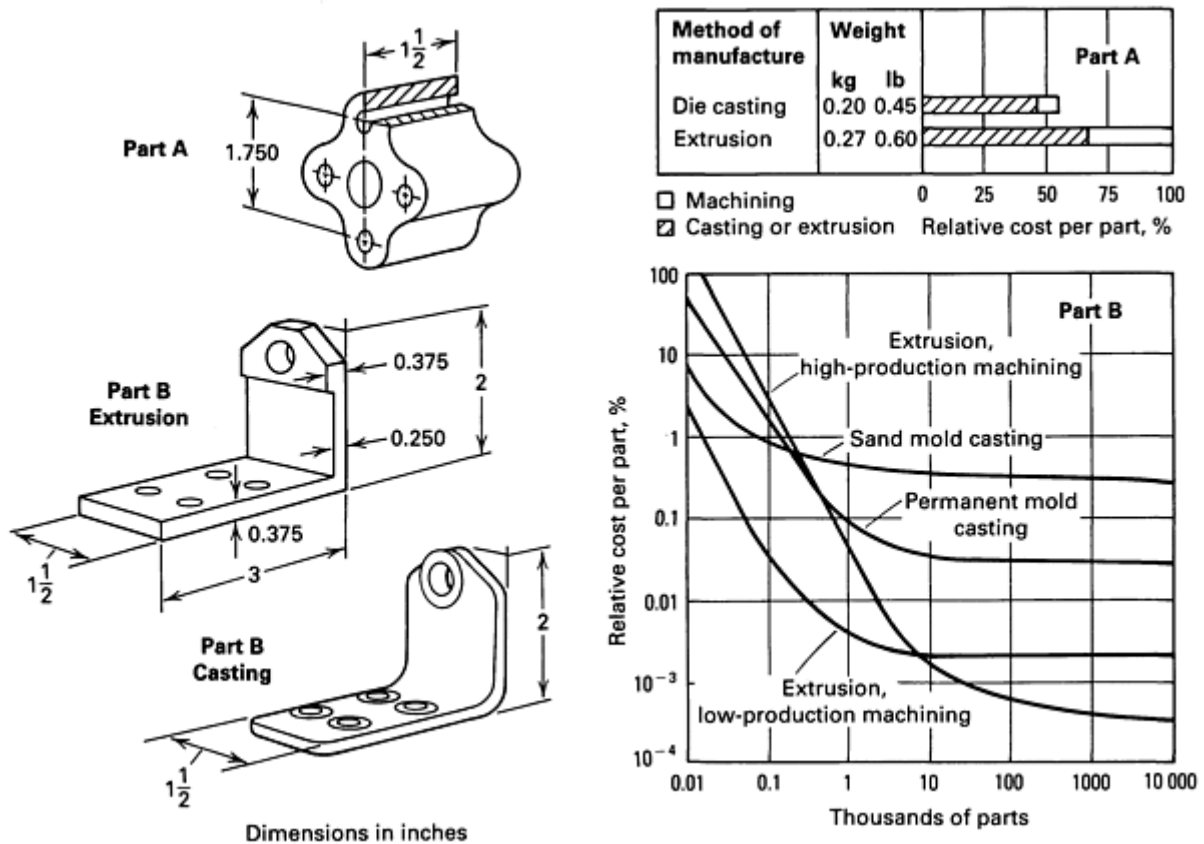 Part A
1 1/2
1.750
Part B
Extrusion
0.375
2
0.250
0.375
1 1/2
3
Part B
Casting
2
1 1/2
Dimensions in inches
Method of manufacture
Weight
kg lb
Part A
Die casting 0.20 0.45
Extrusion 0.27 0.60
0 25 50 75 100
Machining
Casting or extrusion
Relative cost per part, %
Part B
Extrusion,
high-production machining
Sand mold casting
Permanent mold
casting
Extrusion,
low-production machining
Relative cost per part, %
100
10
1
0.1
0.01
10⁻³
10⁻⁴
0.01 0.1 1 10 100 1000 10 000
Thousands of parts